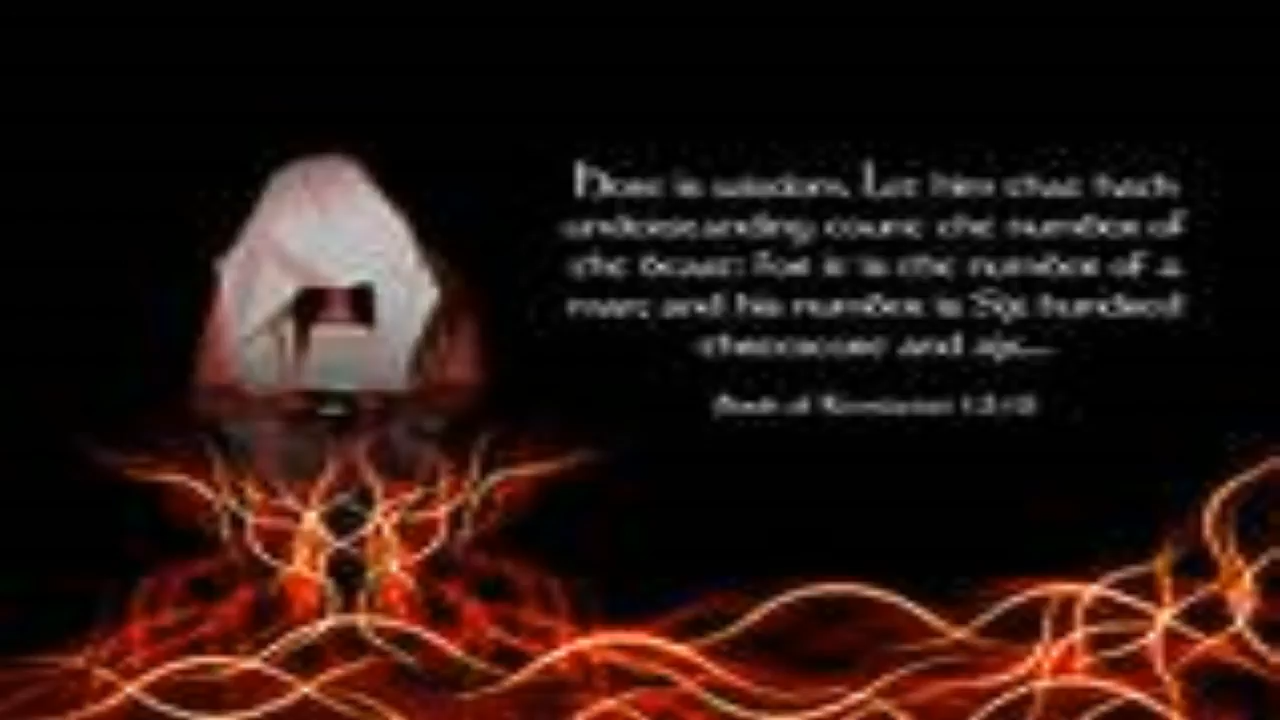 Here is wisdom. Let him that hath
understanding count the number of
the beast: For it is the number of a
man; and his number is Six hundred
threescore and six...
Book of Revelation 13:18